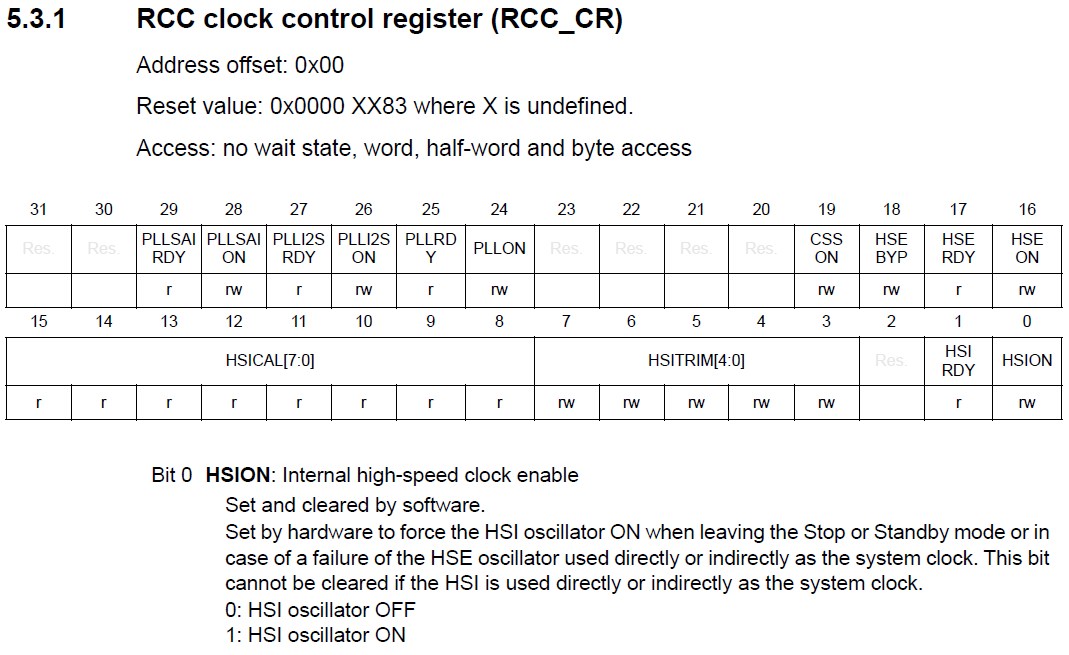 5.3.1 RCC clock control register (RCC_CR)
Address offset: 0x00
Reset value: 0x0000 XX83 where X is undefined.
Access: no wait state, word, half-word and byte access
31 30 29 28 27 26 25 24 23 22 21 20 19 18 17 16
Res. Res. PLLSAI RDY PLLSAI ON PLLI2S RDY PLLI2S ON PLLRD Y PLLON Res. Res. Res. Res. CSS ON HSE BYP HSE RDY HSE ON
r rw r rw r rw rw rw r rw
15 14 13 12 11 10 9 8 7 6 5 4 3 2 1 0
HSICAL[7:0] HSITRIM[4:0] Res. HSI RDY HSION
r r r r r r r r rw rw rw rw rw r rw
Bit 0 HSION: Internal high-speed clock enable
Set and cleared by software.
Set by hardware to force the HSI oscillator ON when leaving the Stop or Standby mode or in
case of a failure of the HSE oscillator used directly or indirectly as the system clock. This bit
cannot be cleared if the HSI is used directly or indirectly as the system clock.
0: HSI oscillator OFF
1: HSI oscillator ON